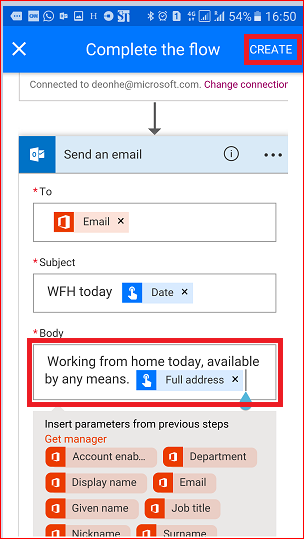 H 54% 16:50
× Complete the flow CREATE
Connected to deonhe@microsoft.com. Change connection
Send an email
*To
Email ×
*Subject
WFH today Date ×
*Body
Working from home today, available
by any means. Full address ×
Insert parameters from previous steps
Get manager
Account enab... Department
Display name Email
Given name Job title
Nickname Surname